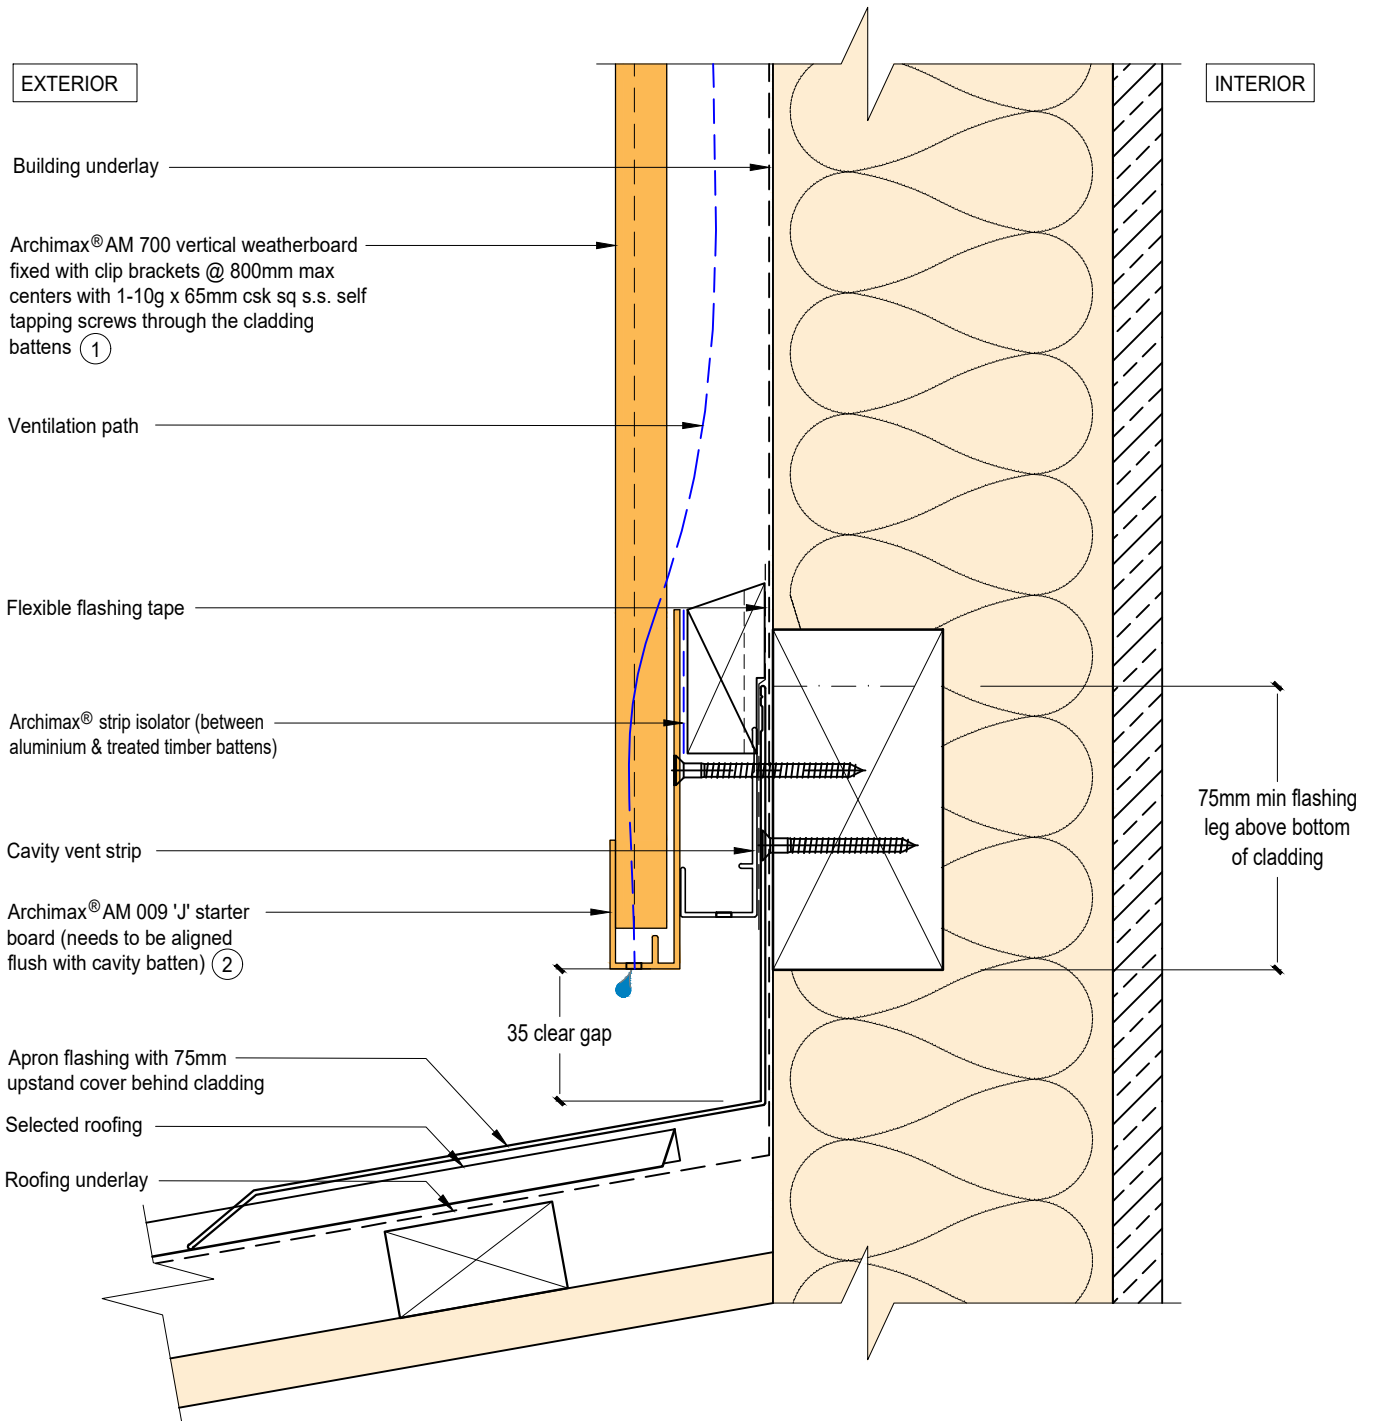 EXTERIOR
INTERIOR
Building underlay
Archimax® AM 700 vertical weatherboard
fixed with clip brackets @ 800mm max
centers with 1-10g x 65mm csk sq s.s. self
tapping screws through the cladding
battens 1
Ventilation path
Flexible flashing tape
Archimax® strip isolator (between
aluminium & treated timber battens)
75mm min flashing
leg above bottom
of cladding
Cavity vent strip
Archimax® AM 009 'J' starter
board (needs to be aligned
flush with cavity batten) 2
35 clear gap
Apron flashing with 75mm
upstand cover behind cladding
Selected roofing
Roofing underlay